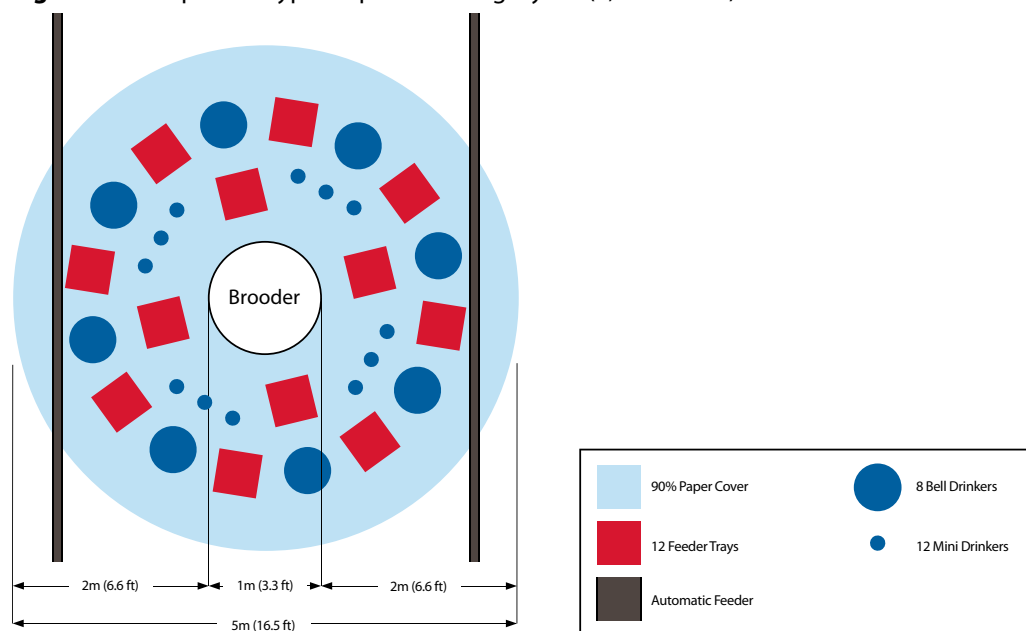 Brooder
2m (6.6 ft)
1m (3.3 ft)
2m (6.6 ft)
5m (16.5 ft)
90% Paper Cover
8 Bell Drinkers
12 Feeder Trays
12 Mini Drinkers
Automatic Feeder